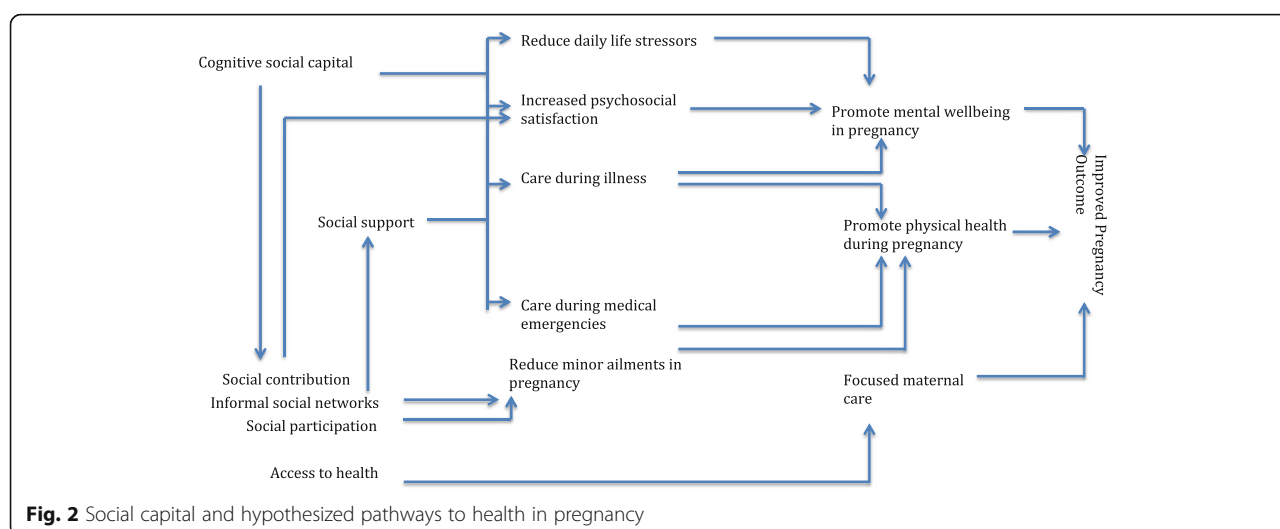 Cognitive social capital
Reduce daily life stressors
Increased psychosocial
satisfaction
Promote mental wellbeing
in pregnancy
Care during illness
Social support
Promote physical health
during pregnancy
Improved Pregnancy
Outcome
Care during medical
emergencies
Reduce minor ailments in
pregnancy
Social contribution
Informal social networks
Social participation
Focused maternal
care
Access to health
Fig. 2 Social capital and hypothesized pathways to health in pregnancy